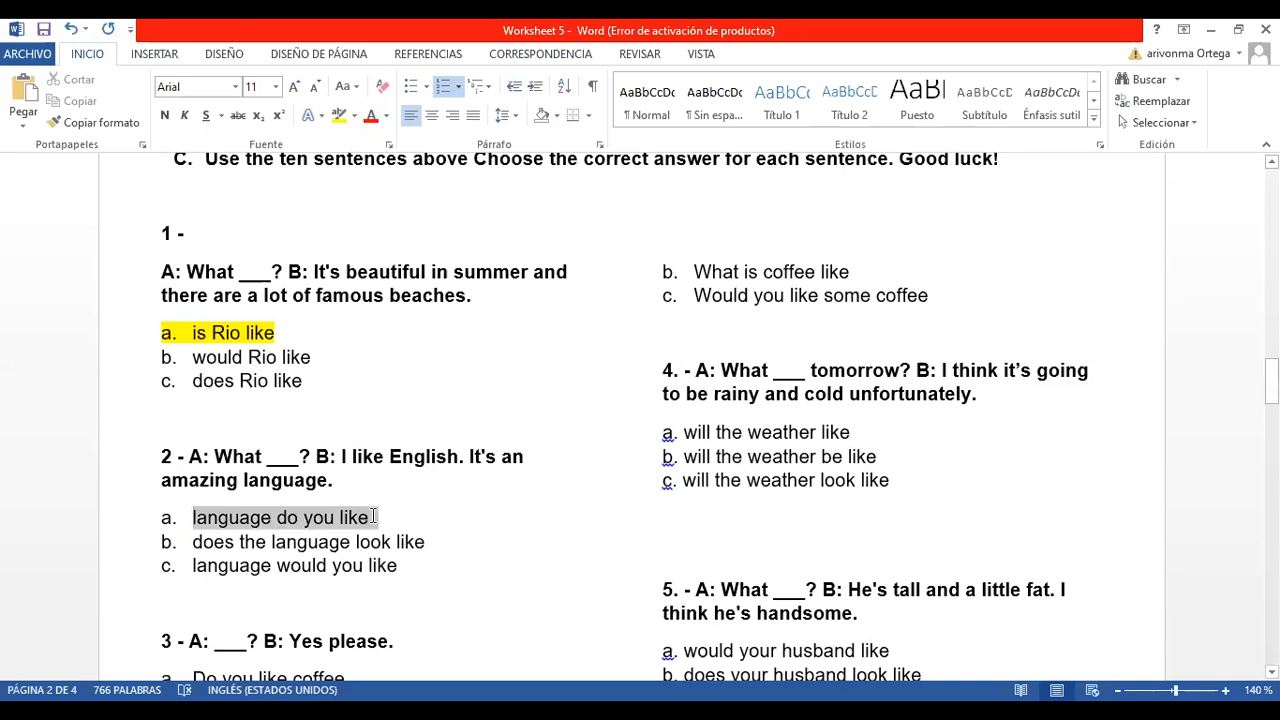 Worksheet 5 - Word (Error de activación de productos)
ARCHIVO INICIO INSERTAR DISEÑO DISEÑO DE PÁGINA REFERENCIAS CORRESPONDENCIA REVISAR VISTA arivonma Ortega
Pegar
Cortar
Copiar
Copiar formato
Portapapeles
Arial 11
Fuente
Párrafo
AaBbCcDc AaBbCcDc AaBbCc AaBbCcD AaBl AaBbCcD AaBbCcDc
¶ Normal ¶ Sin espa... Título 1 Título 2 Puesto Subtítulo Énfasis sutil
Estilos
Buscar
Reemplazar
Seleccionar
Edición
C. Use the ten sentences above Choose the correct answer for each sentence. Good luck!
1 -
A: What ___? B: It's beautiful in summer and
there are a lot of famous beaches.
a. is Rio like
b. would Rio like
c. does Rio like
2 - A: What ___? B: I like English. It's an
amazing language.
a. language do you like
b. does the language look like
c. language would you like
3 - A: ___? B: Yes please.
a. Do you like coffee
b. What is coffee like
c. Would you like some coffee
4. - A: What ___ tomorrow? B: I think it’s going
to be rainy and cold unfortunately.
a. will the weather like
b. will the weather be like
c. will the weather look like
5. - A: What ___? B: He's tall and a little fat. I
think he's handsome.
a. would your husband like
b. does your husband look like
PÁGINA 2 DE 4 766 PALABRAS INGLÉS (ESTADOS UNIDOS) 140 %